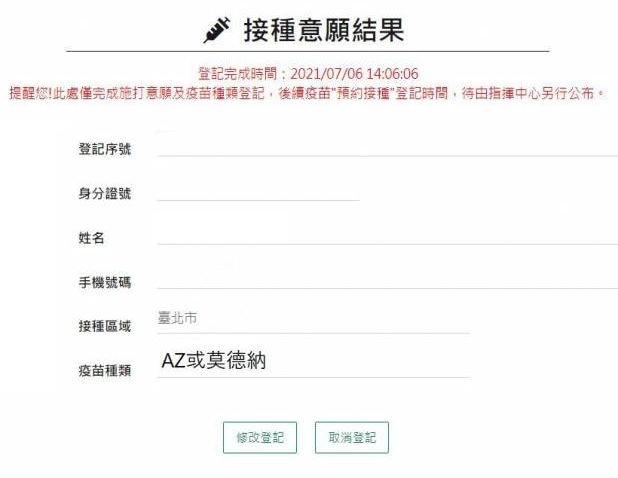 接種意願結果
登記完成時間：2021/07/06 14:06:06
提醒您!此處僅完成施打意願及疫苗種類登記，後續疫苗"預約接種"登記時間，待由指揮中心另行公布。
登記序號
身分證號
姓名
手機號碼
接種區域 臺北市
疫苗種類 AZ或莫德納
修改登記 取消登記